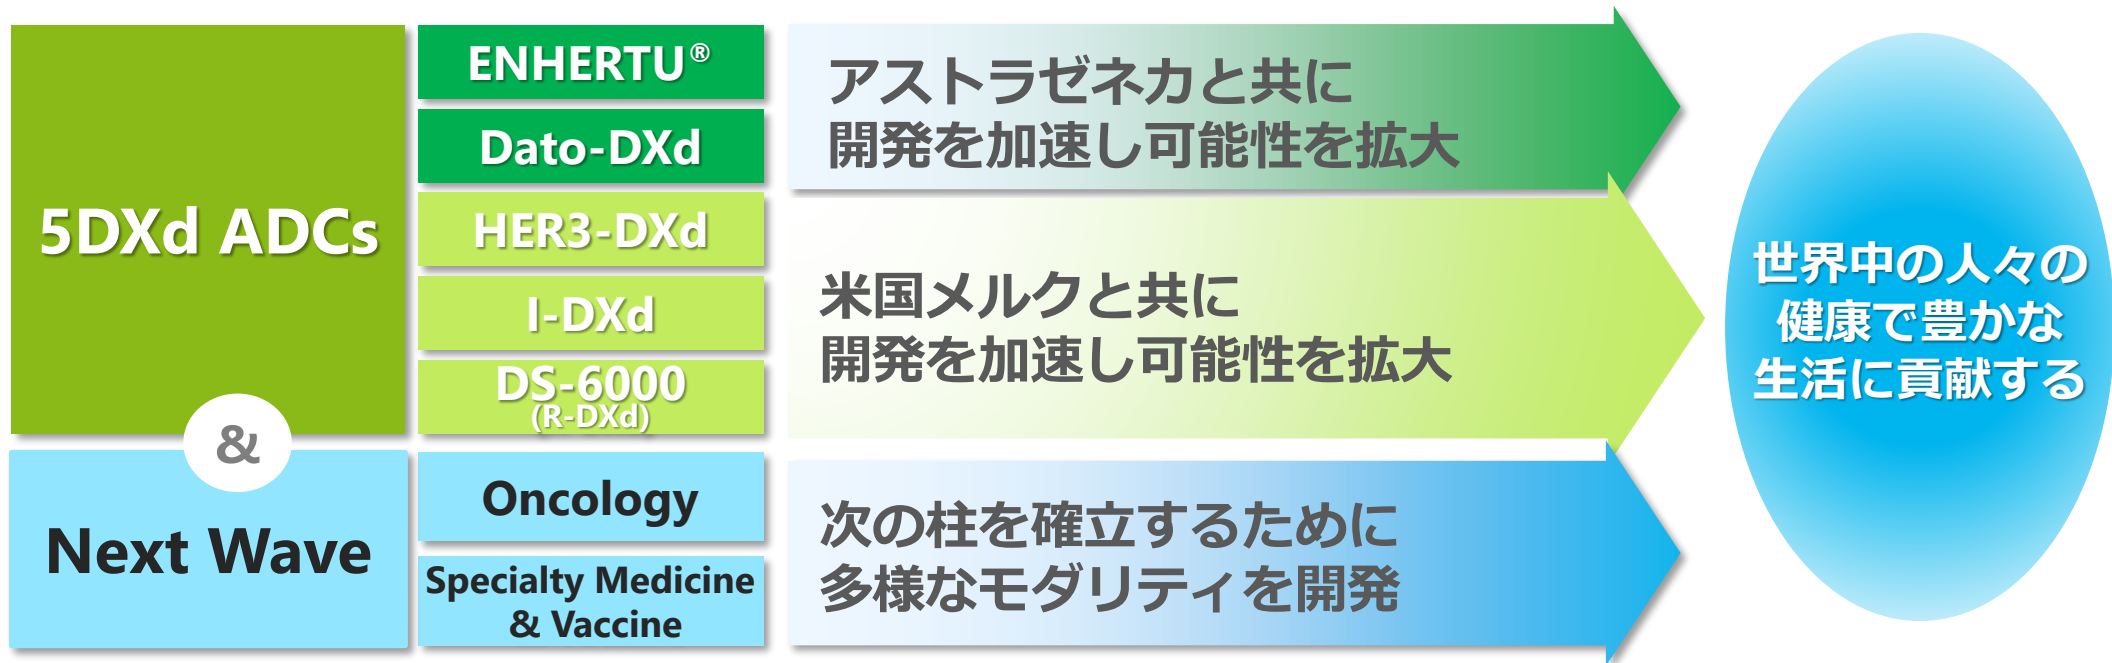 5DXd ADCs
&
Next Wave
ENHERTU®
Dato-DXd
HER3-DXd
I-DXd
DS-6000
(R-DXd)
Oncology
Specialty Medicine
& Vaccine
アストラゼネカと共に
開発を加速し可能性を拡大
米国メルクと共に
開発を加速し可能性を拡大
次の柱を確立するために
多様なモダリティを開発
世界中の人々の
健康で豊かな
生活に貢献する